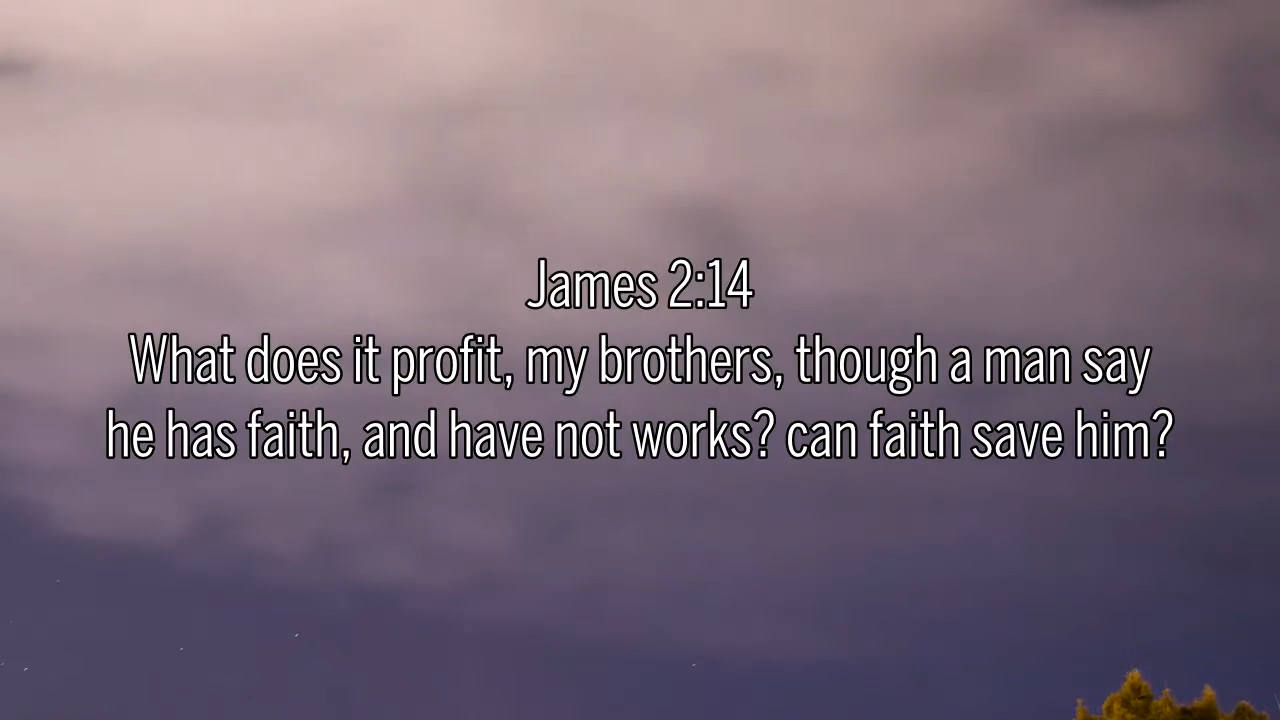 James 2:14
What does it profit, my brothers, though a man say
he has faith, and have not works? can faith save him?